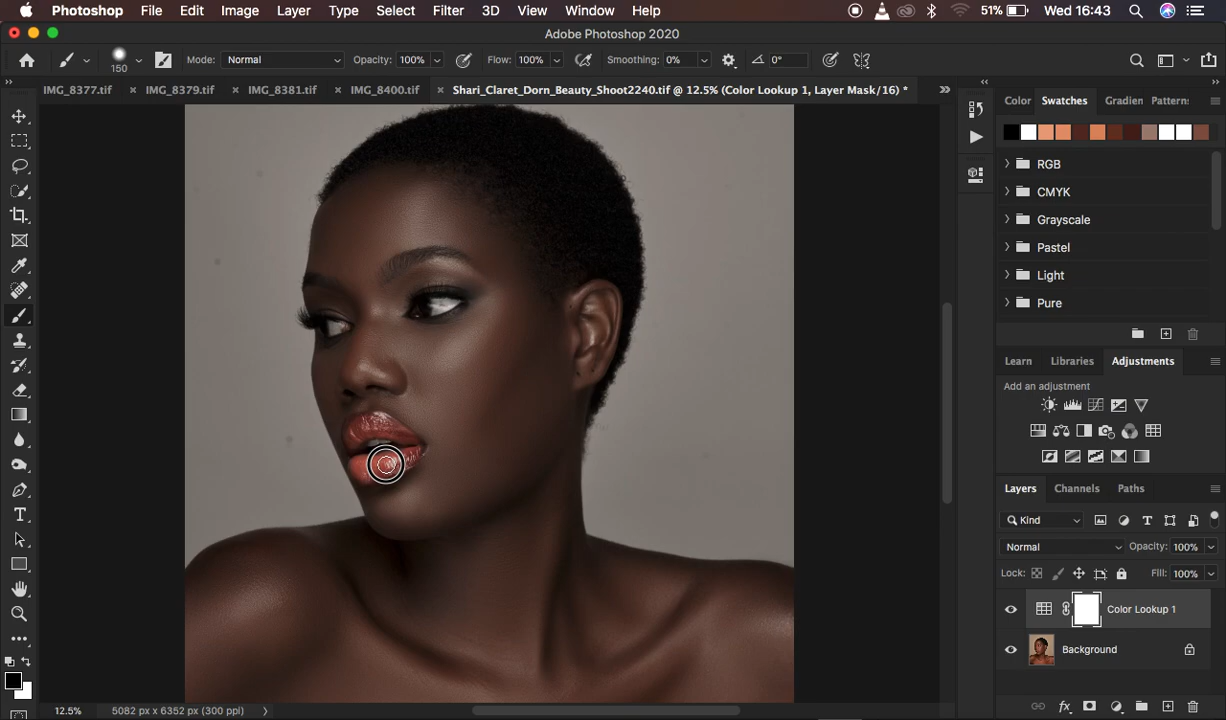 Photoshop File Edit Image Layer Type Select Filter 3D View Window Help 51% Wed 16:43
Adobe Photoshop 2020
150 Mode: Normal Opacity: 100% Flow: 100% Smoothing: 0% 0°
IMG_8377.tif × IMG_8379.tif × IMG_8381.tif × IMG_8400.tif × Shari_Claret_Dorn_Beauty_Shoot2240.tif @ 12.5% (Color Lookup 1, Layer Mask/16) *
Color Swatches Gradien Pattern:
RGB
CMYK
Grayscale
Pastel
Light
Pure
Learn Libraries Adjustments
Add an adjustment
Layers Channels Paths
Kind
Normal Opacity: 100%
Lock: Fill: 100%
Color Lookup 1
Background
12.5% 5082 px x 6352 px (300 ppi)